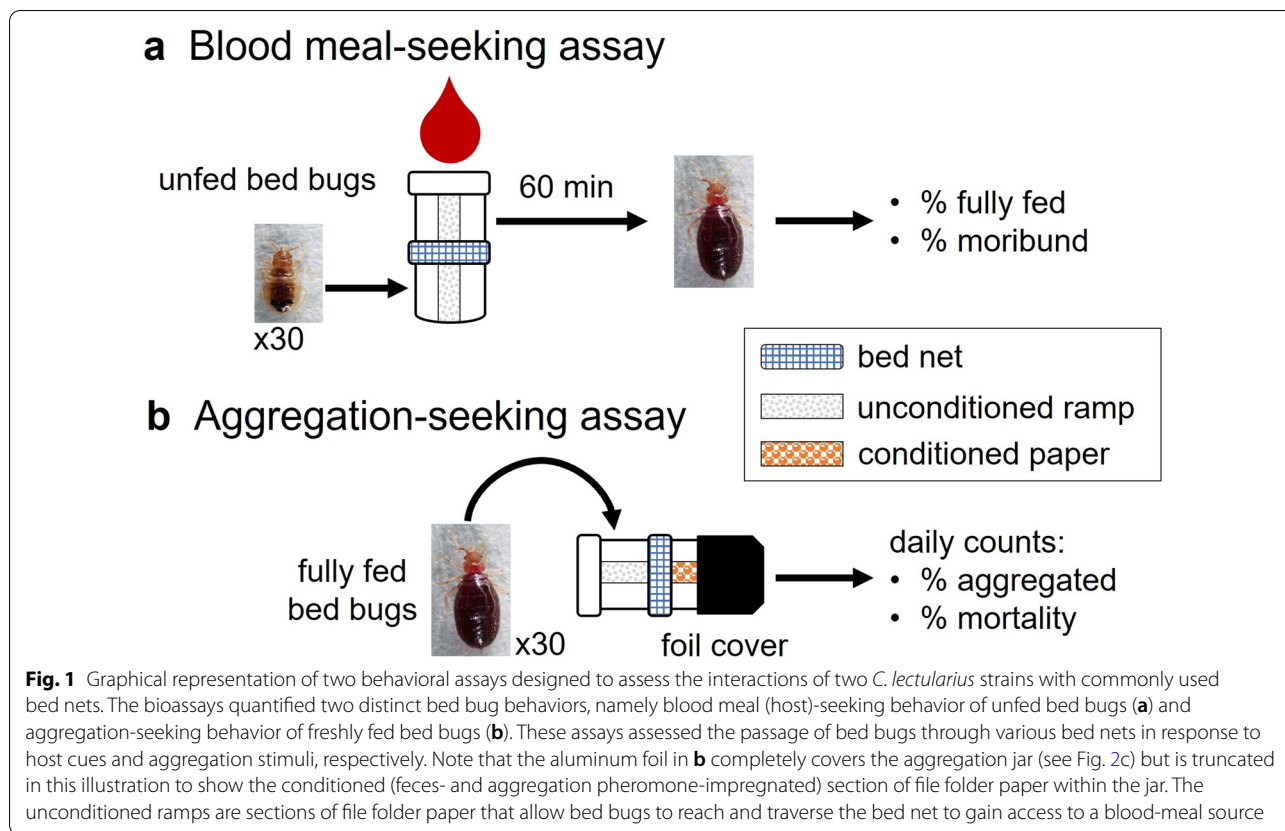 a Blood meal-seeking assay
unfed bed bugs
x30
60 min
• % fully fed
• % moribund
bed net
unconditioned ramp
conditioned paper
b Aggregation-seeking assay
fully fed
bed bugs
x30
foil cover
daily counts:
• % aggregated
• % mortality
Fig. 1 Graphical representation of two behavioral assays designed to assess the interactions of two C. lectularius strains with commonly used
bed nets. The bioassays quantified two distinct bed bug behaviors, namely blood meal (host)-seeking behavior of unfed bed bugs (a) and
aggregation-seeking behavior of freshly fed bed bugs (b). These assays assessed the passage of bed bugs through various bed nets in response to
host cues and aggregation stimuli, respectively. Note that the aluminum foil in b completely covers the aggregation jar (see Fig. 2c) but is truncated
in this illustration to show the conditioned (feces- and aggregation pheromone-impregnated) section of file folder paper within the jar. The
unconditioned ramps are sections of file folder paper that allow bed bugs to reach and traverse the bed net to gain access to a blood-meal source